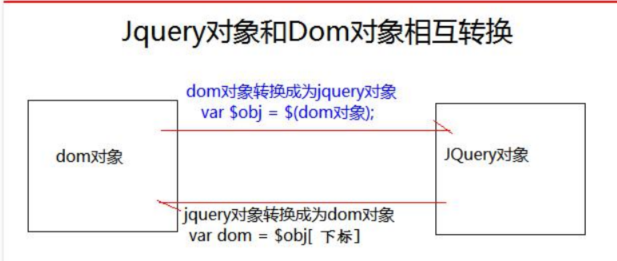 Jquery对象和Dom对象相互转换
dom对象转换成为jquery对象
var $obj = $(dom对象);
dom对象
JQuery对象
jquery对象转换成为dom对象
var dom = $obj[ 下标]